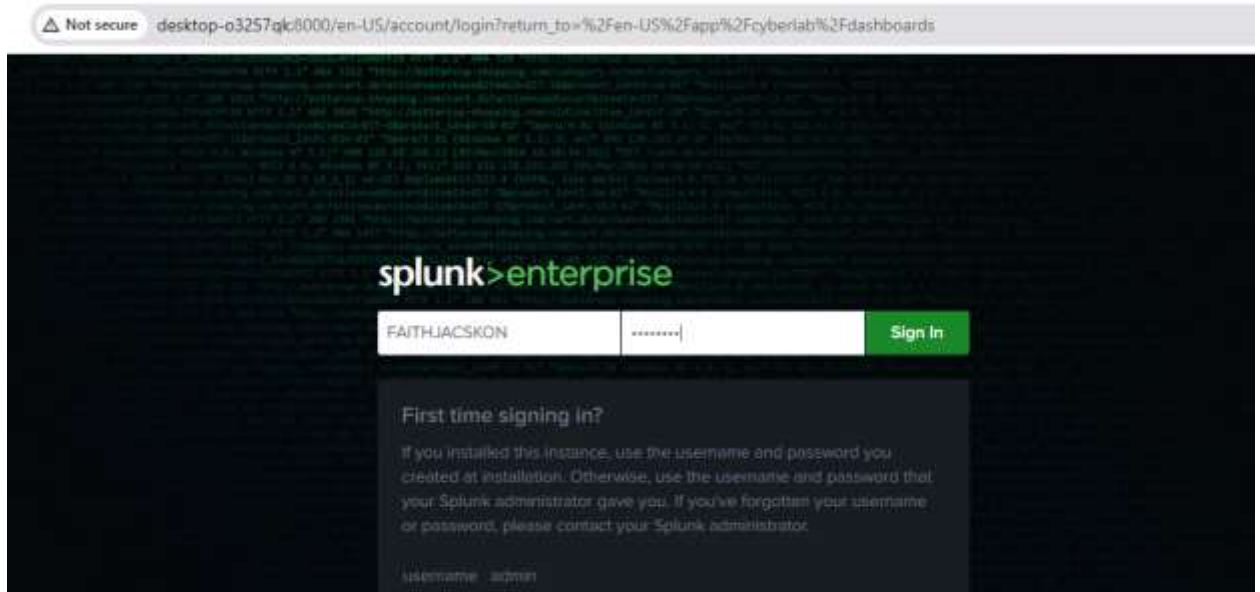 Not secure desktop-o3257qk:8000/en-US/account/login?return_to=%2Fen-US%2Fapp%2Fcyberlab%2Fdashboards
splunk>enterprise
FAITHJACSKON --------
Sign In
First time signing in?
If you installed this instance, use the username and password you
created at installation. Otherwise, use the username and password that
your Splunk administrator gave you. If you've forgotten your username
or password, please contact your Splunk administrator.
username admin